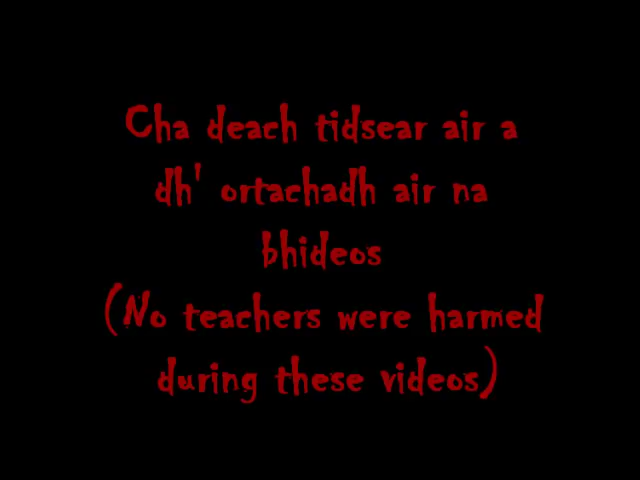 Cha deach tidsear air a
dh' ortachadh air na
bhideos
(No teachers were harmed
during these videos)